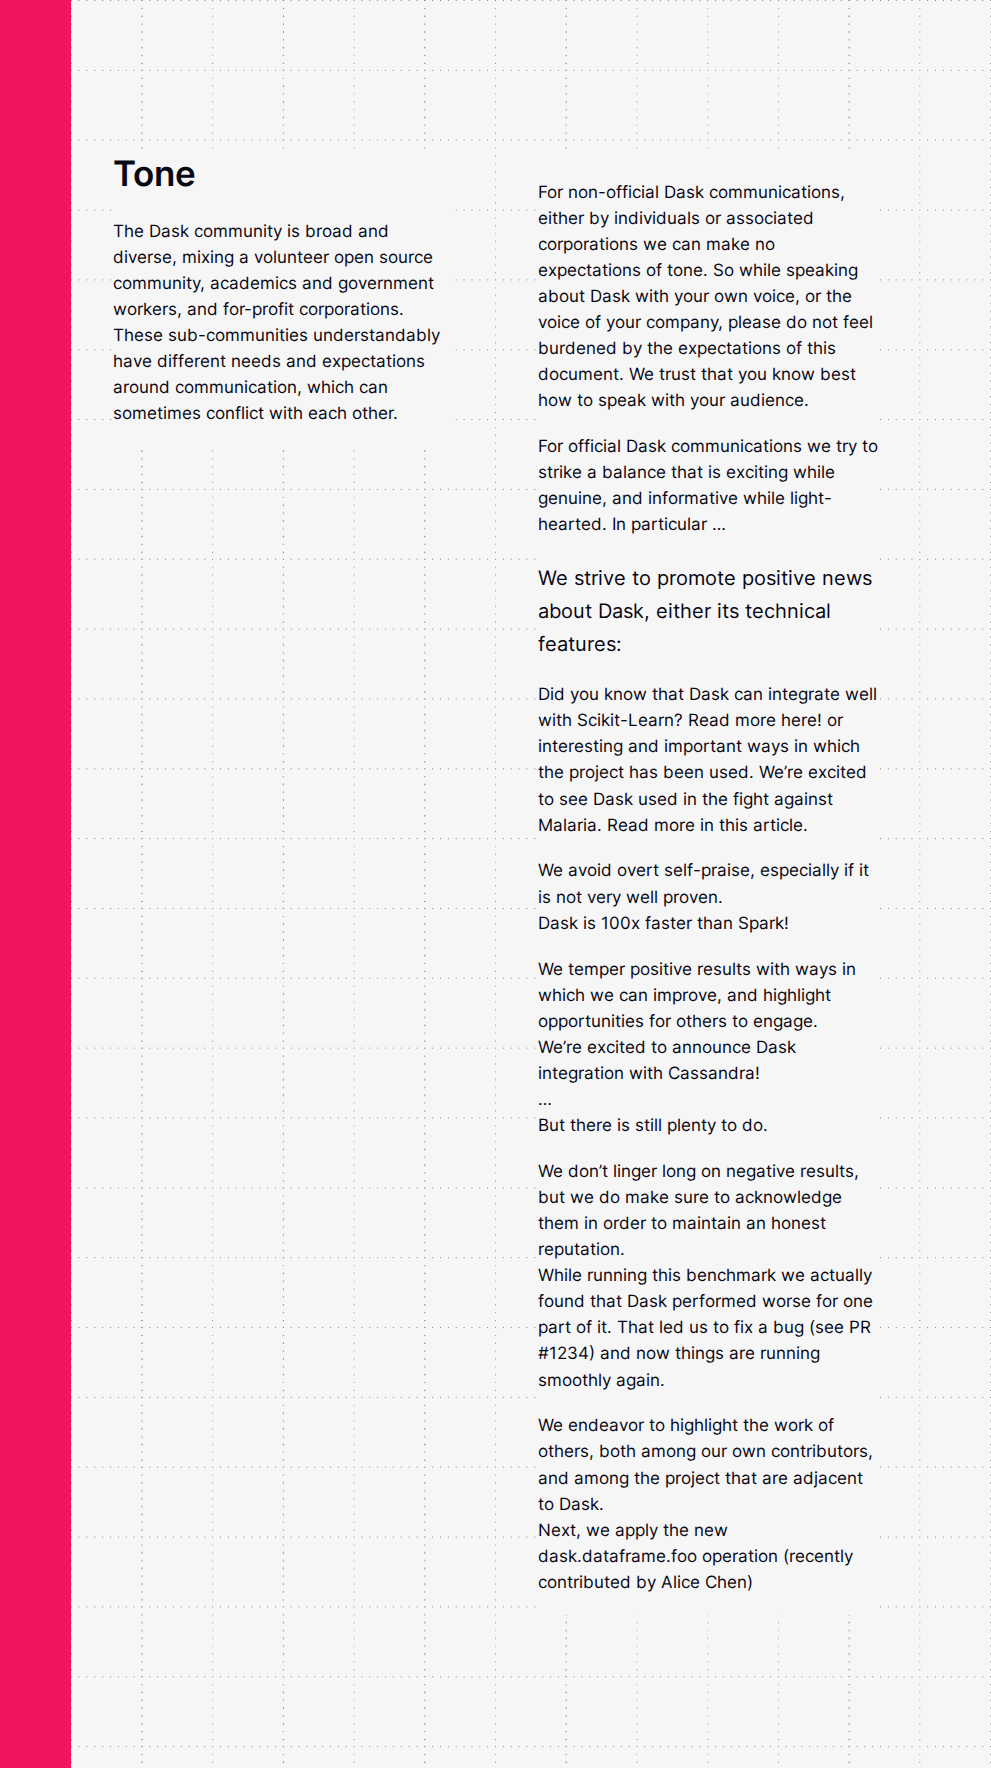 Tone
The Dask community is broad and
diverse, mixing a volunteer open source
community, academics and government
workers, and for-profit corporations.
These sub-communities understandably
have different needs and expectations
around communication, which can
sometimes conflict with each other.
For non-official Dask communications,
either by individuals or associated
corporations we can make no
expectations of tone. So while speaking
about Dask with your own voice, or the
voice of your company, please do not feel
burdened by the expectations of this
document. We trust that you know best
how to speak with your audience.
For official Dask communications we try to
strike a balance that is exciting while
genuine, and informative while light-
hearted. In particular ...
We strive to promote positive news
about Dask, either its technical
features:
Did you know that Dask can integrate well
with Scikit-Learn? Read more here! or
interesting and important ways in which
the project has been used. We’re excited
to see Dask used in the fight against
Malaria. Read more in this article.
We avoid overt self-praise, especially if it
is not very well proven.
Dask is 100x faster than Spark!
We temper positive results with ways in
which we can improve, and highlight
opportunities for others to engage.
We’re excited to announce Dask
integration with Cassandra!
...
But there is still plenty to do.
We don’t linger long on negative results,
but we do make sure to acknowledge
them in order to maintain an honest
reputation.
While running this benchmark we actually
found that Dask performed worse for one
part of it. That led us to fix a bug (see PR
#1234) and now things are running
smoothly again.
We endeavor to highlight the work of
others, both among our own contributors,
and among the project that are adjacent
to Dask.
Next, we apply the new
dask.dataframe.foo operation (recently
contributed by Alice Chen)